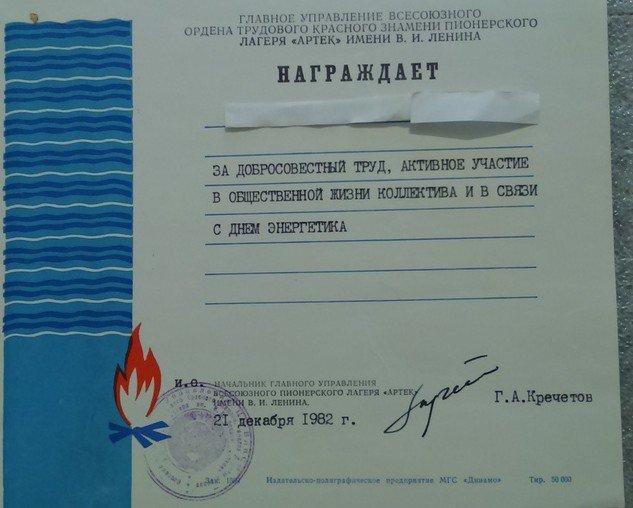 ГЛАВНОЕ УПРАВЛЕНИЕ ВСЕСОЮЗНОГО
ОРДЕНА ТРУДОВОГО КРАСНОГО ЗНАМЕНИ ПИОНЕРСКОГО
ЛАГЕРЯ «АРТЕК» ИМЕНИ В. И. ЛЕНИНА
НАГРАЖДАЕТ
ЗА ДОБРОСОВЕСТНЫЙ ТРУД, АКТИВНОЕ УЧАСТИЕ
В ОБЩЕСТВЕННОЙ ЖИЗНИ КОЛЛЕКТИВА И В СВЯЗИ
С ДНЕМ ЭНЕРГЕТИКА
И.О. НАЧАЛЬНИК ГЛАВНОГО УПРАВЛЕНИЯ
ВСЕСОЮЗНОГО ПИОНЕРСКОГО ЛАГЕРЯ «АРТЕК»
ИМЕНИ В. И. ЛЕНИНА.
Г.А.Кречетов
21 декабря 1982 г.
Зак. Издательско-полиграфическое предприятие МГС «Динамо» Тир. 50 000